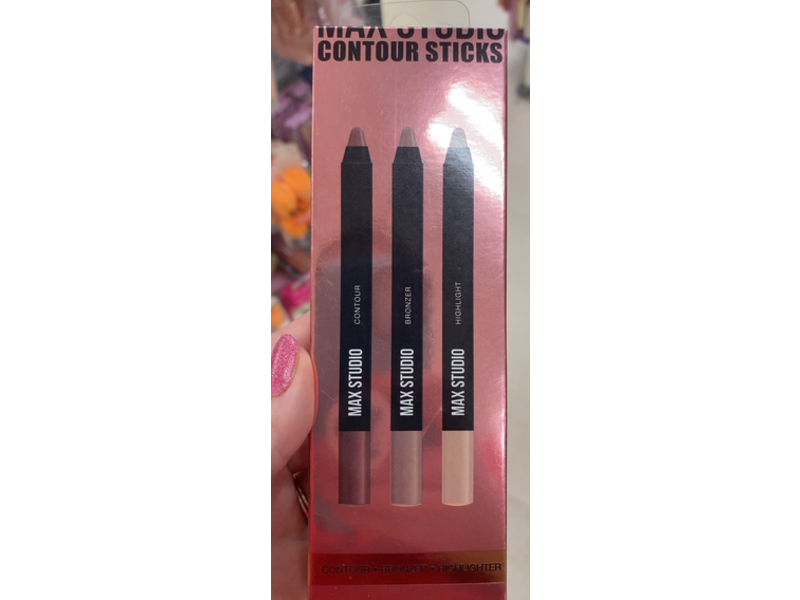 MAX STUDIO
CONTOUR STICKS
CONTOUR
BRONZER
HIGHLIGHT
MAX STUDIO
MAX STUDIO
MAX STUDIO
CONTOUR • BRONZER • HIGHLIGHTER